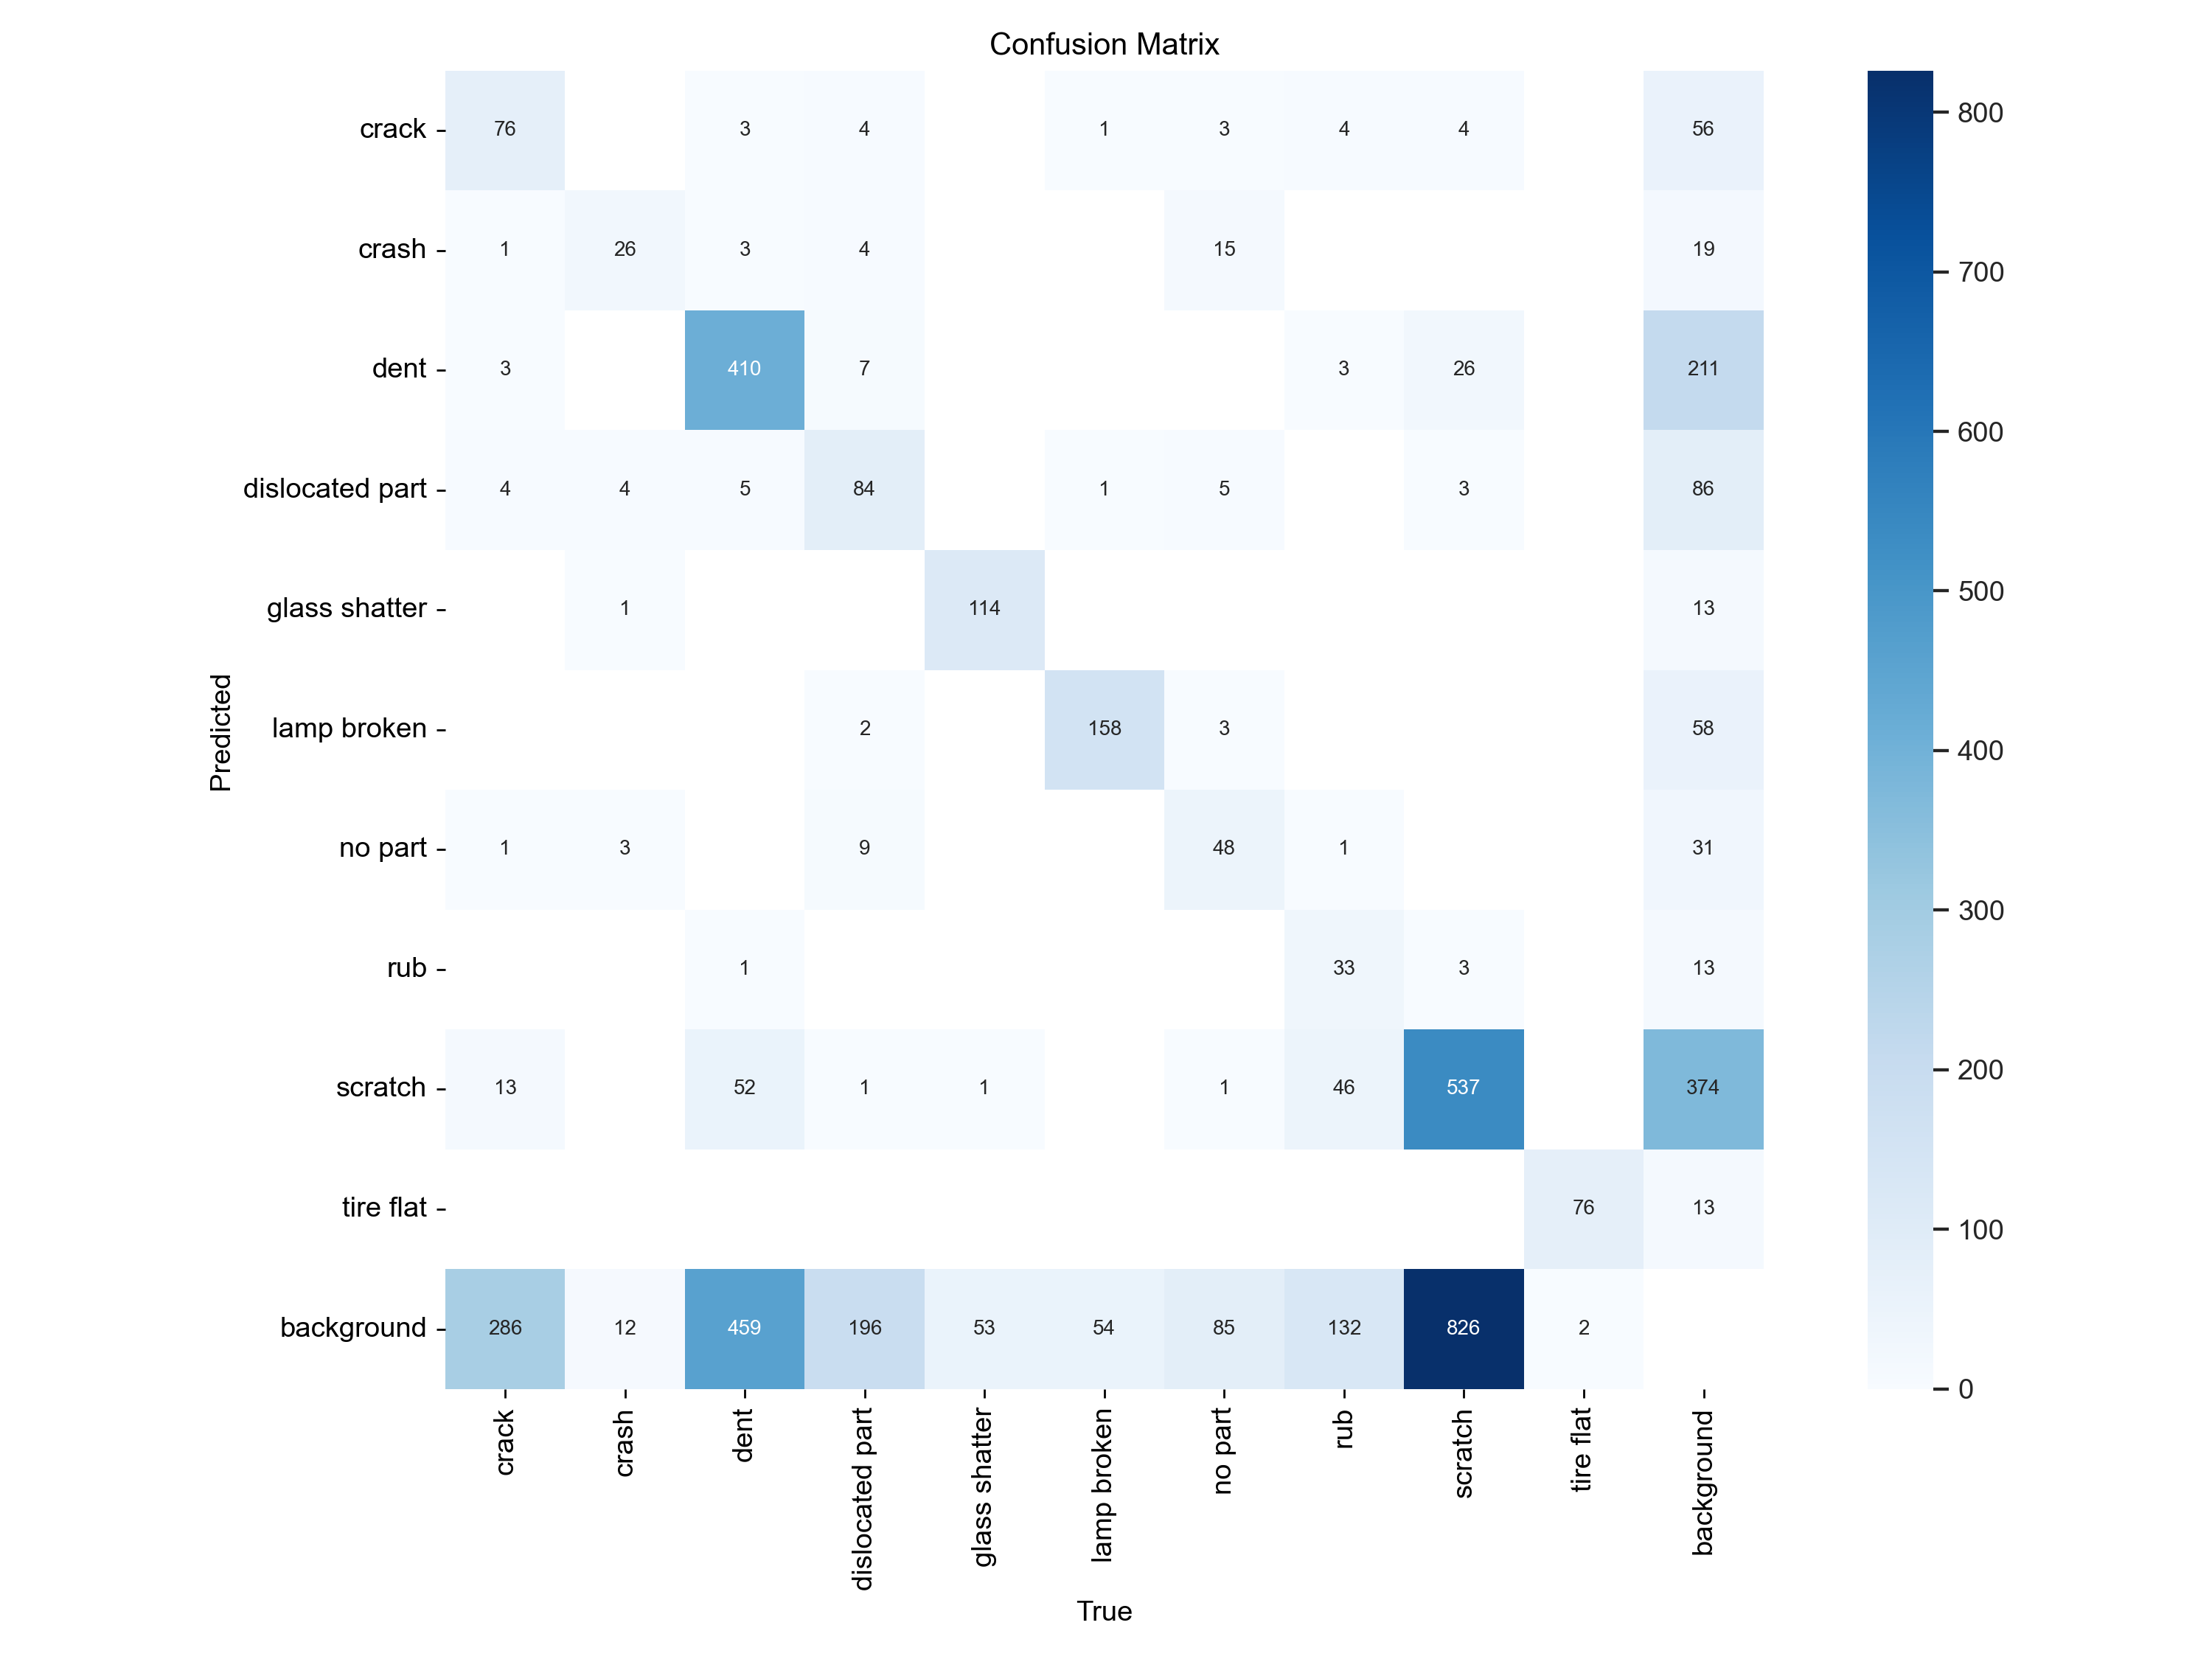 Confusion Matrix
crack 76 3 4 1 3 4 4 56
crash 1 26 3 4 15 19
dent 3 410 7 3 26 211
dislocated part 4 4 5 84 1 5 3 86
glass shatter 1 114 13
lamp broken 2 158 3 58
no part 1 3 9 48 1 31
rub 1 33 3 13
scratch 13 52 1 1 1 46 537 374
tire flat 76 13
background 286 12 459 196 53 54 85 132 826 2
Predicted
crack crash dent dislocated part glass shatter lamp broken no part rub scratch tire flat background
True
800
700
600
500
400
300
200
100
0